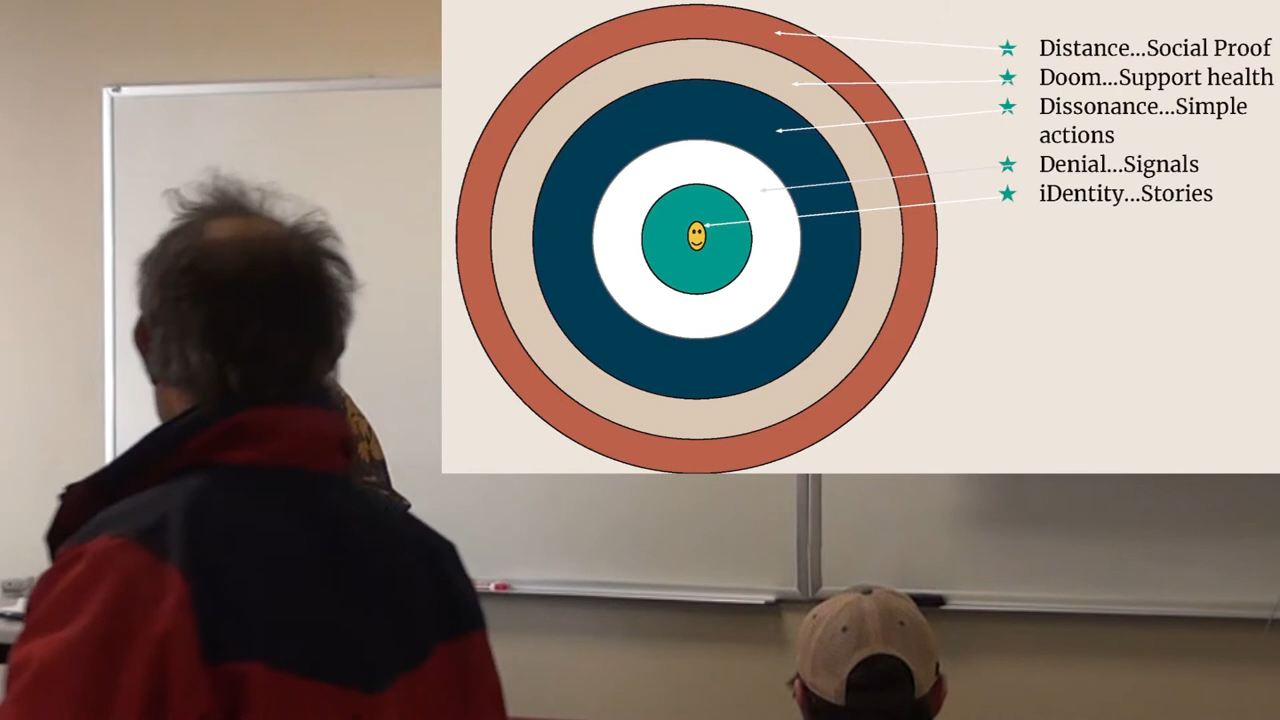 Distance...Social Proof
Doom...Support health
Dissonance...Simple
actions
Denial...Signals
iDentity...Stories